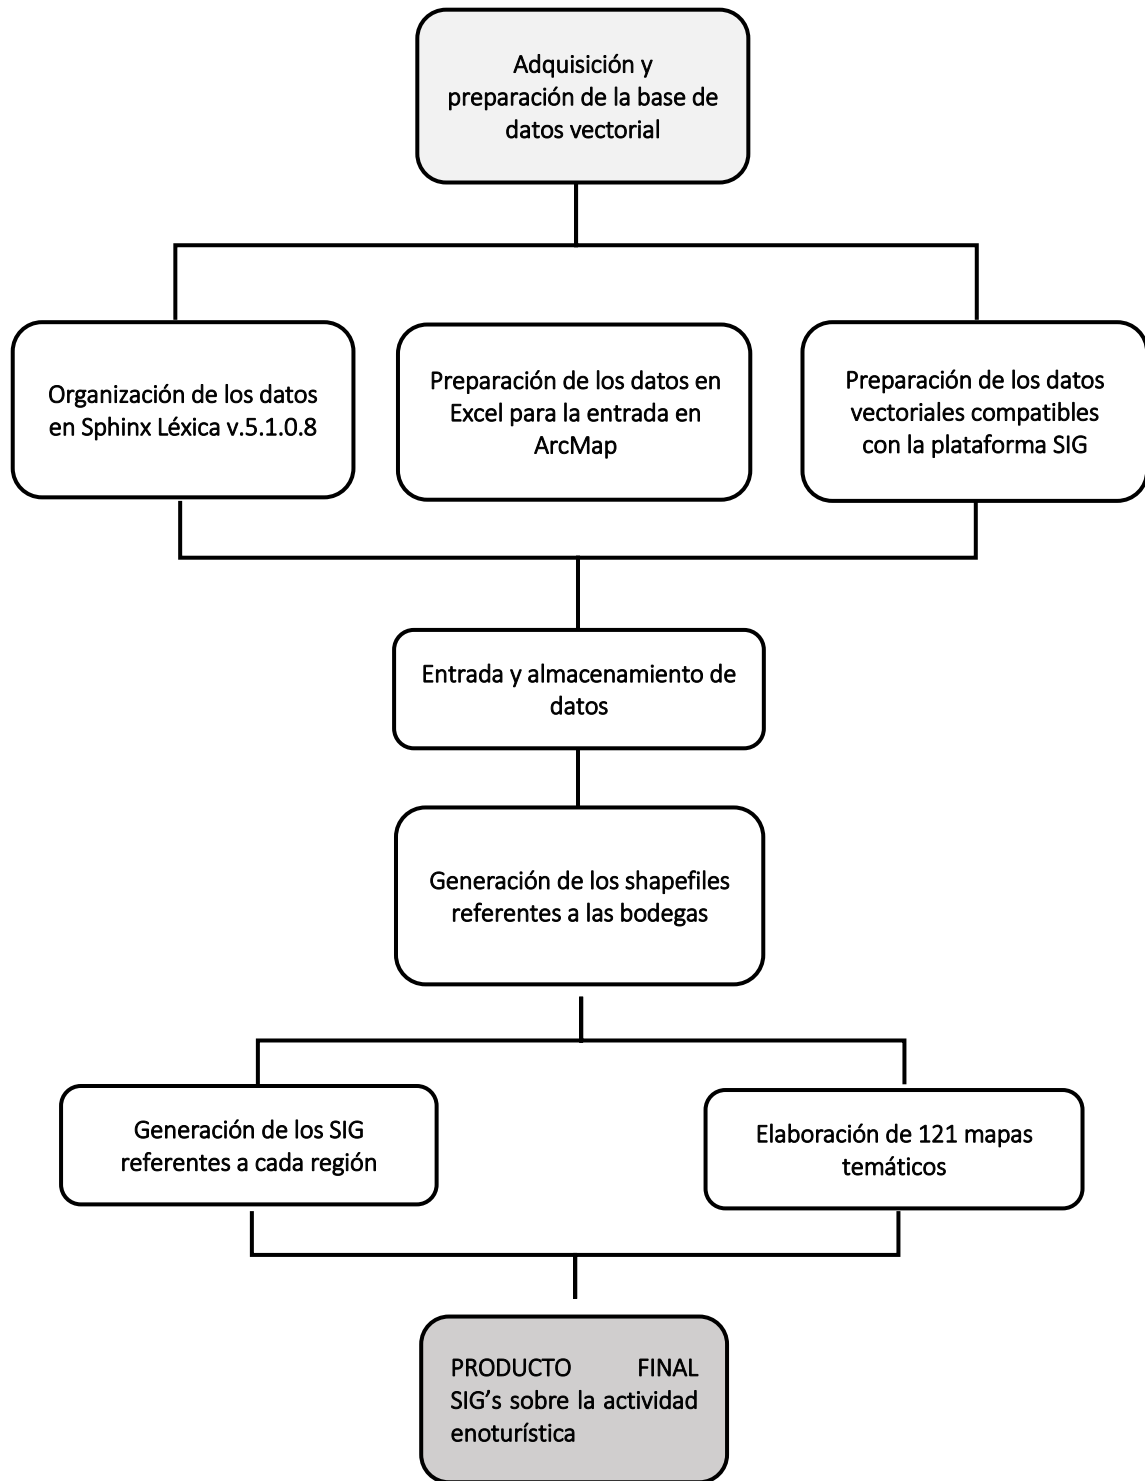 Adquisición y
preparación de la base de
datos vectorial
Organización de los datos
en Sphinx Léxica v.5.1.0.8
Preparación de los datos en
Excel para la entrada en
ArcMap
Preparación de los datos
vectoriales compatibles
con la plataforma SIG
Entrada y almacenamiento de
datos
Generación de los shapefiles
referentes a las bodegas
Generación de los SIG
referentes a cada región
Elaboración de 121 mapas
temáticos
PRODUCTO FINAL
SIG's sobre la actividad
enoturística